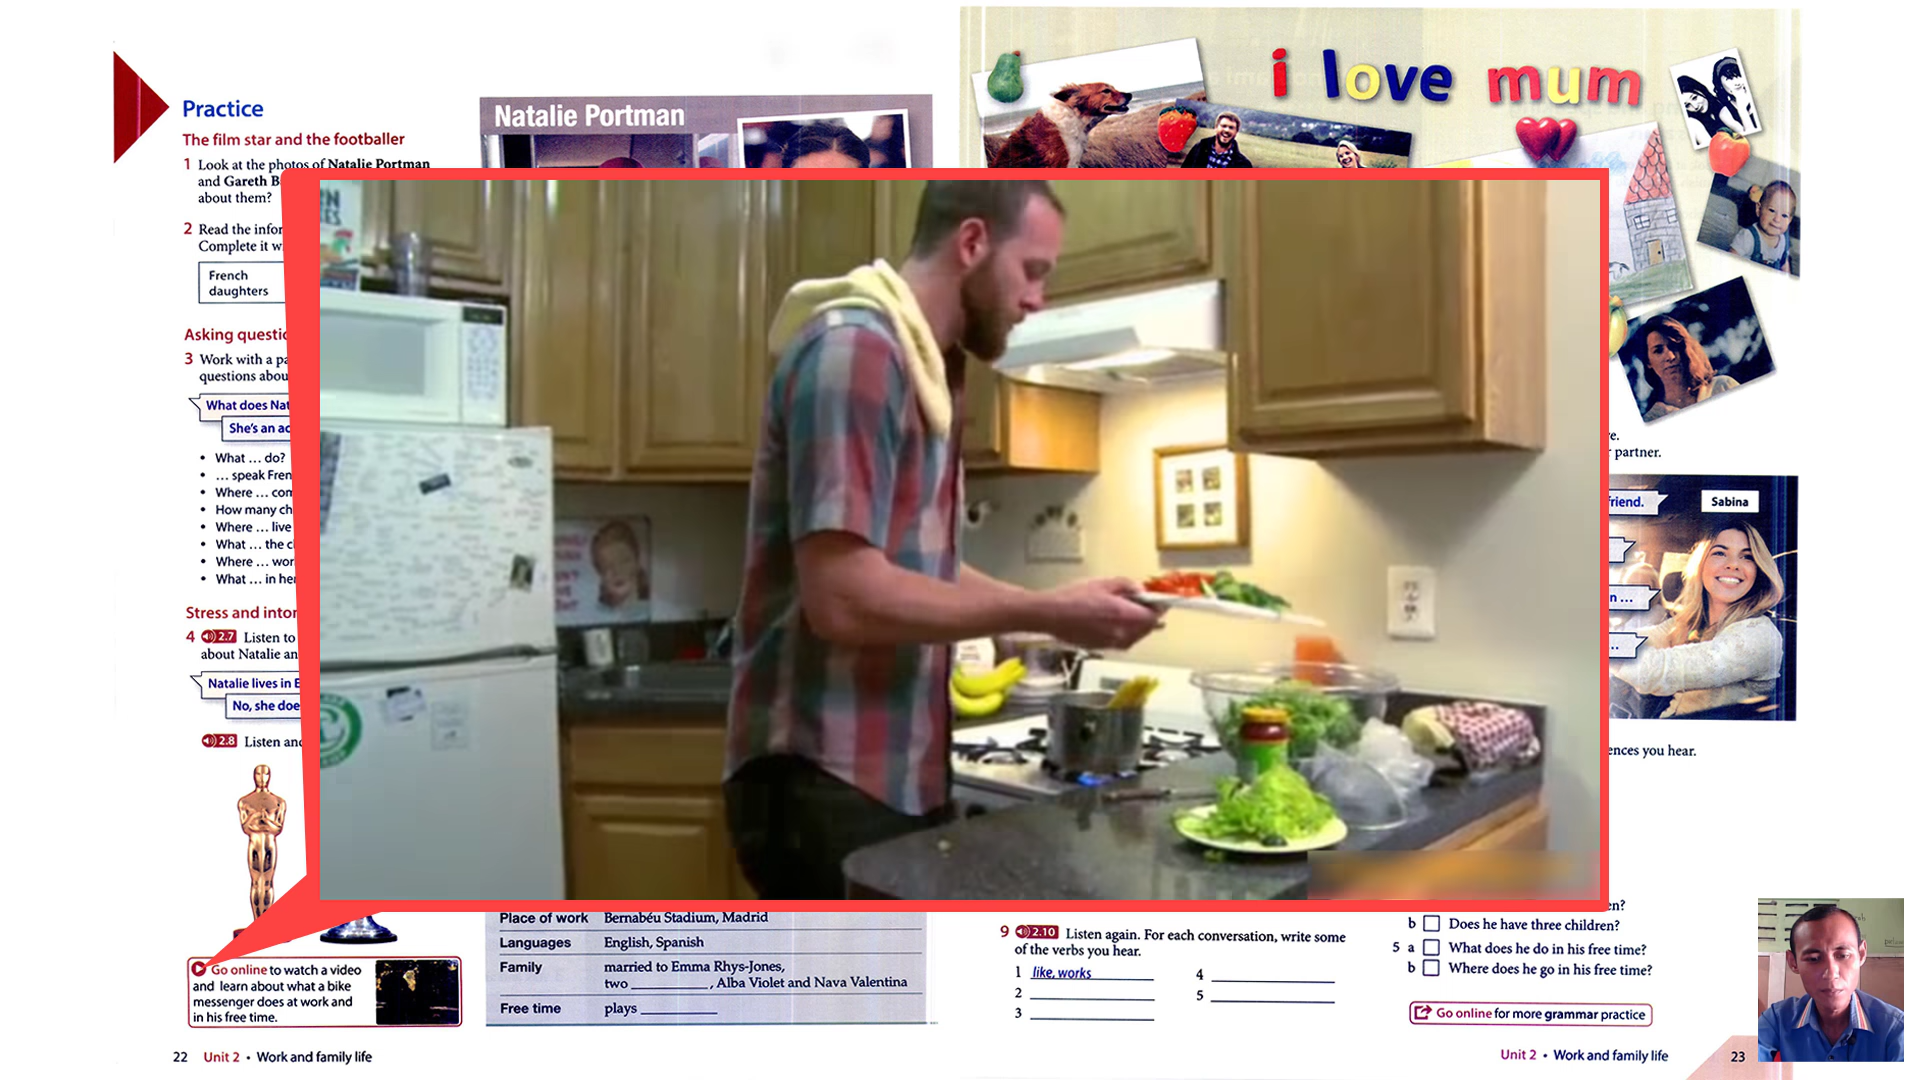 Practice
The film star and the footballer
1 Look at the photos of Natalie Portman
and Gareth B
about them?
2 Read the infor
Complete it w
French
daughters
Asking questio
3 Work with a pa
questions abou
What does Nat
She's an ac
• What ... do?
• ... speak Fren
• Where ... com
• How many ch
• Where ... live
• What ... the cl
• Where ... wor
• What ... in her
Stress and inton
4 2.7 Listen to
about Natalie an
Natalie lives in E
No, she doe
2.8 Listen and
Go online to watch a video
and learn about what a bike
messenger does at work and
in his free time.
22 Unit 2 • Work and family life
Natalie Portman
Place of work Bernabéu Stadium, Madrid
Languages English, Spanish
Family married to Emma Rhys-Jones,
two ________, Alba Violet and Nava Valentina
Free time plays ________
i love mum
e.
partner.
riend.
Sabina
n ...
..
ences you hear.
9 2.10 Listen again. For each conversation, write some
of the verbs you hear.
1 like, works
2
3
4
5
en?
b Does he have three children?
5 a What does he do in his free time?
b Where does he go in his free time?
Go online for more grammar practice
Unit 2 • Work and family life 23